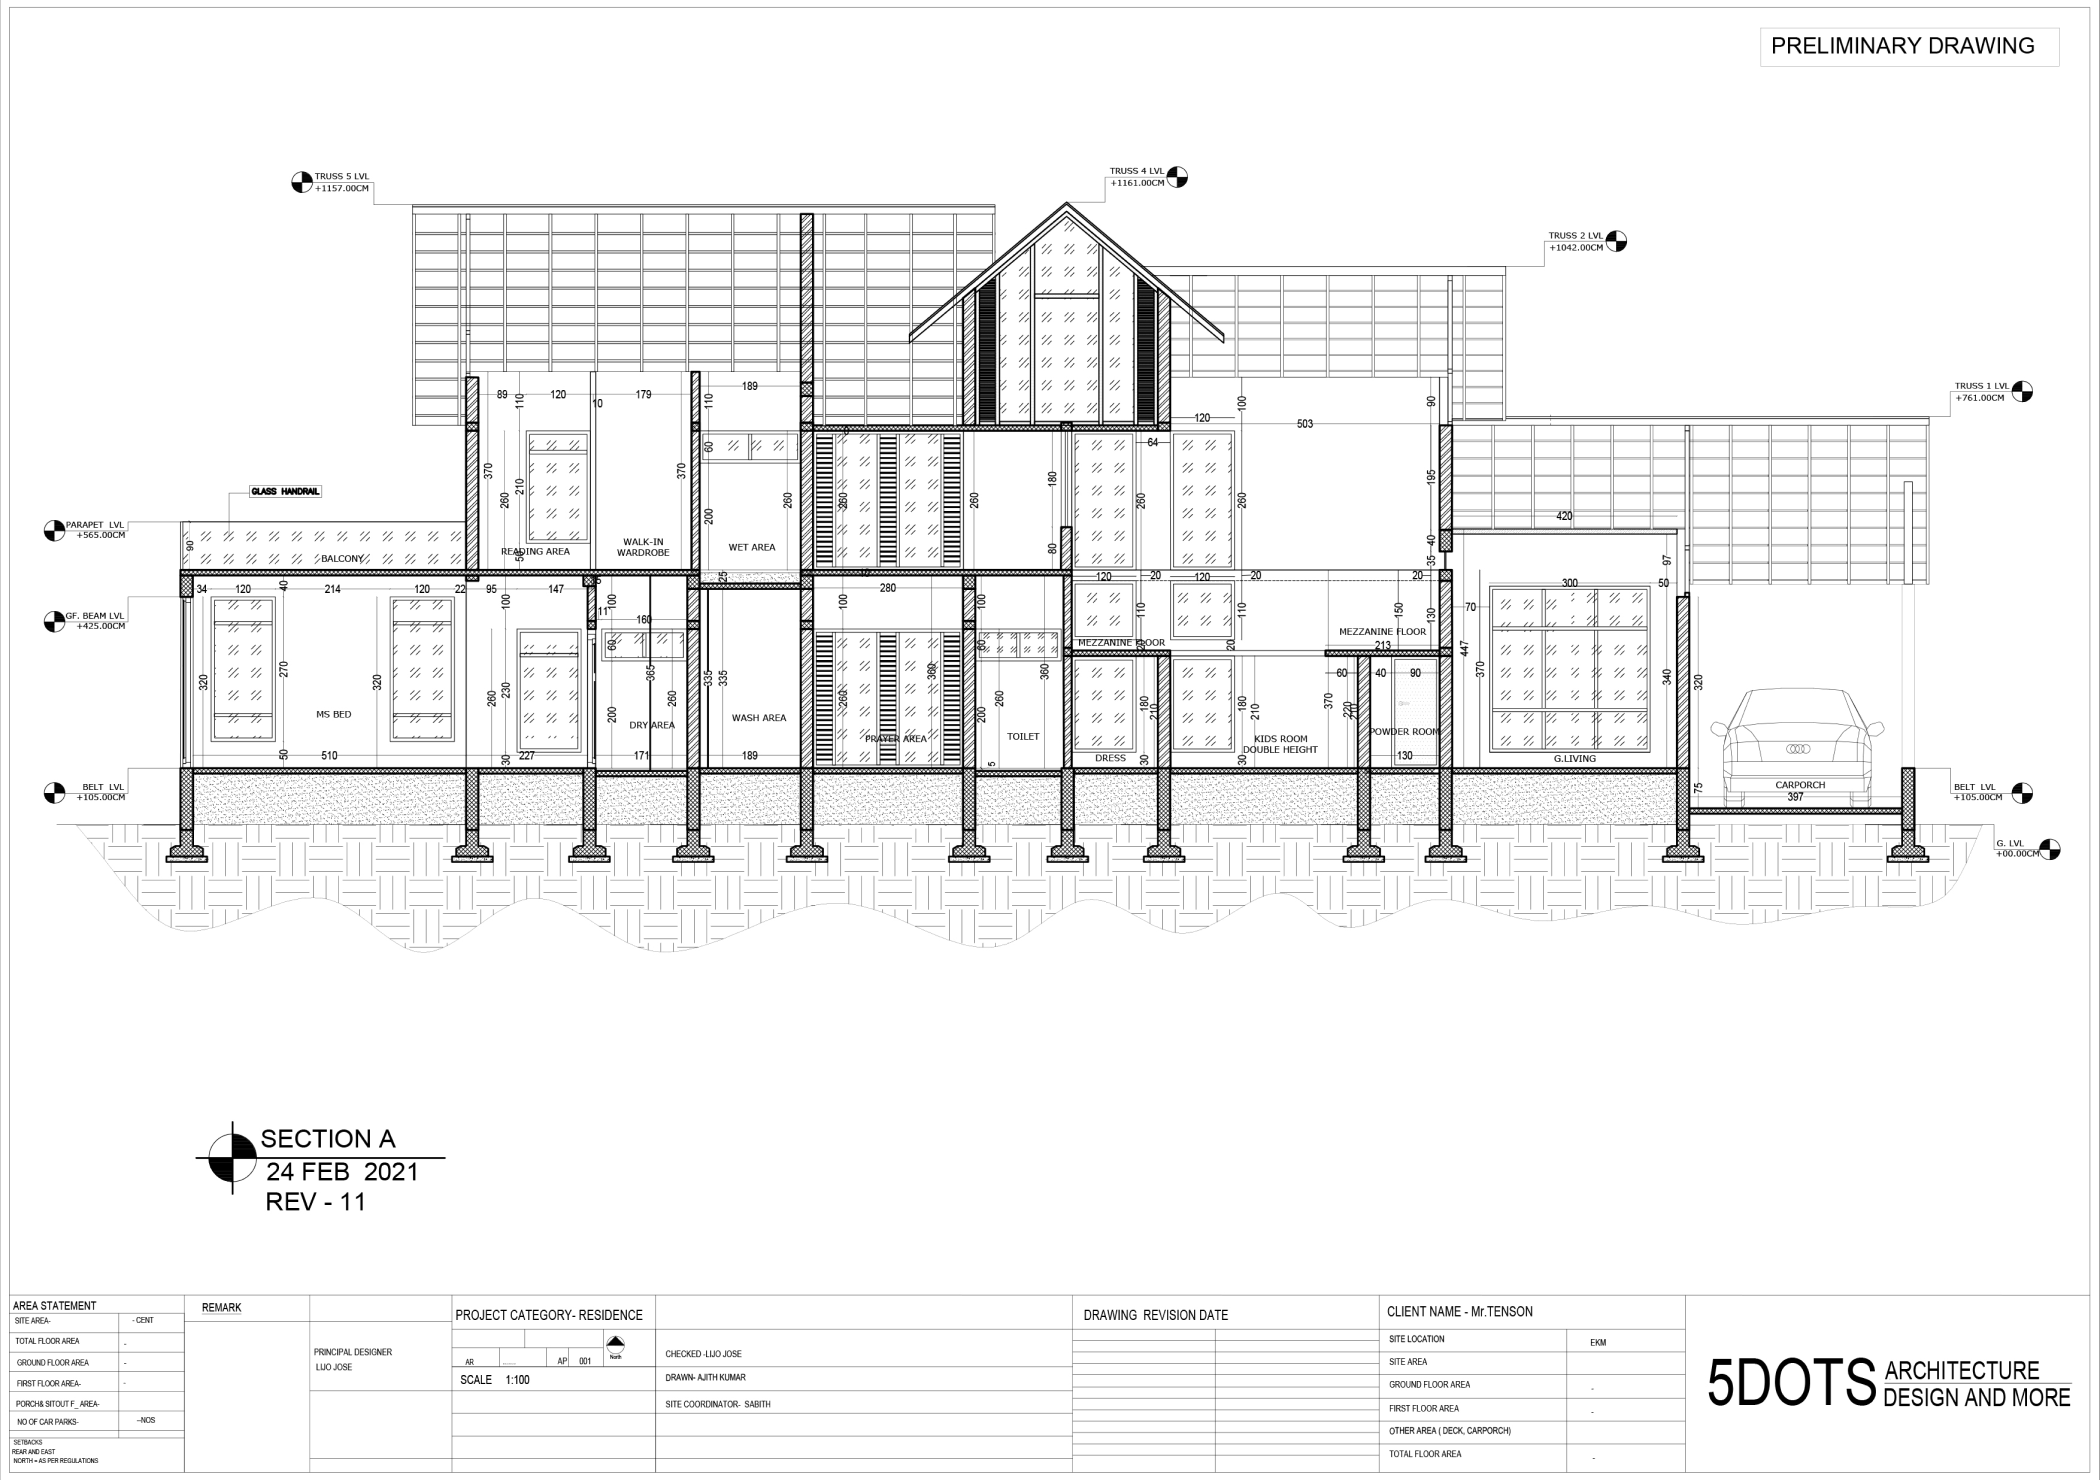 PRELIMINARY DRAWING
TRUSS 5 LVL
+1157.00CM
TRUSS 4 LVL
+1161.00CM
TRUSS 2 LVL
+1042.00CM
TRUSS 1 LVL
+761.00CM
89
120
10
179
189
110
110
60
370
260
210
50
370
200
260
120
64
100
503
90
195
40
35
260
260
180
80
260
260
GLASS HANDRAIL
PARAPET LVL
+565.00CM
90
BALCONY
READING AREA
WALK-IN
WARDROBE
WET AREA
25
420
97
300
50
70
447
370
340
320
34
120
40
214
120
22
95
147
100
100
11
160
280
100
100
120
20
120
20
20
110
110
150
130
GF. BEAM LVL
+425.00CM
MEZZANINE FLOOR
MEZZANINE FLOOR
20
20
213
60
60
320
270
320
260
230
365
335
335
260
200
260
360
200
260
360
180
210
180
210
370
220
210
60
40
90
MS BED
DRY AREA
WASH AREA
PRAYER AREA
TOILET
DRESS
KIDS ROOM
DOUBLE HEIGHT
POWDER ROOM
G.LIVING
CARPORCH
510
50
30
227
171
189
5
30
30
130
397
75
BELT LVL
+105.00CM
BELT LVL
+105.00CM
G. LVL
+00.00CM
SECTION A
24 FEB 2021
REV - 11
AREA STATEMENT
SITE AREA- - CENT
TOTAL FLOOR AREA -
GROUND FLOOR AREA -
FIRST FLOOR AREA- -
PORCH& SITOUT F_ AREA-
NO OF CAR PARKS- --NOS
SETBACKS
REAR AND EAST
NORTH = AS PER REGULATIONS
REMARK
PRINCIPAL DESIGNER
LIJO JOSE
PROJECT CATEGORY- RESIDENCE
North
AR ........ AP 001
SCALE 1:100
CHECKED -LIJO JOSE
DRAWN- AJITH KUMAR
SITE COORDINATOR- SABITH
DRAWING REVISION DATE
CLIENT NAME - Mr.TENSON
SITE LOCATION EKM
SITE AREA
GROUND FLOOR AREA -
FIRST FLOOR AREA -
OTHER AREA ( DECK, CARPORCH)
TOTAL FLOOR AREA -
5DOTS ARCHITECTURE
DESIGN AND MORE